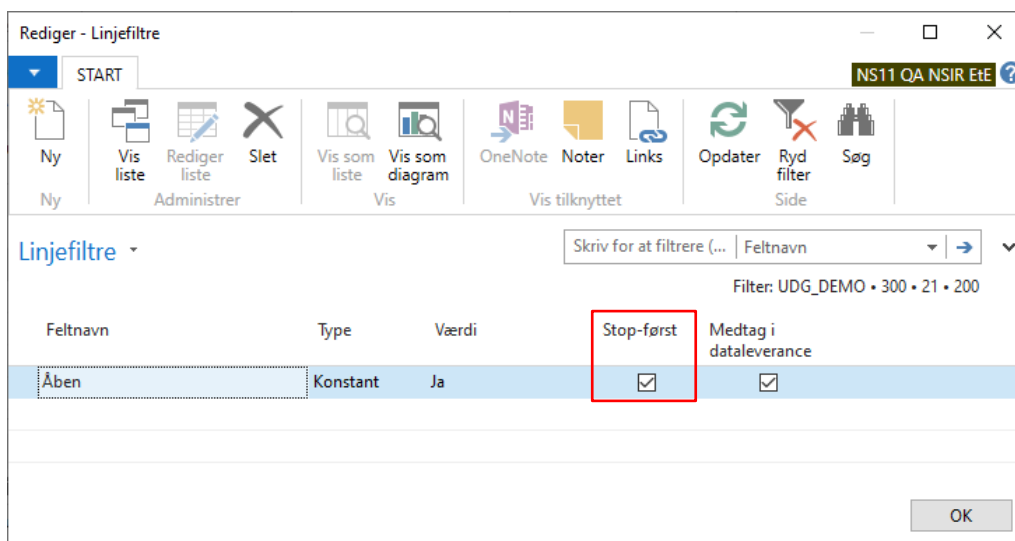 Rediger - Linjefiltre
START
NS11 QA NSIR EtE
Ny
Vis liste
Rediger liste
Slet
Vis som liste
Vis som diagram
OneNote
Noter
Links
Opdater
Ryd filter
Søg
Ny
Administrer
Vis
Vis tilknyttet
Side
Linjefiltre
Skriv for at filtrere (... Feltnavn
Filter: UDG_DEMO • 300 • 21 • 200
Feltnavn Type Værdi Stop-først Medtag i dataleverance
Åben Konstant Ja
OK